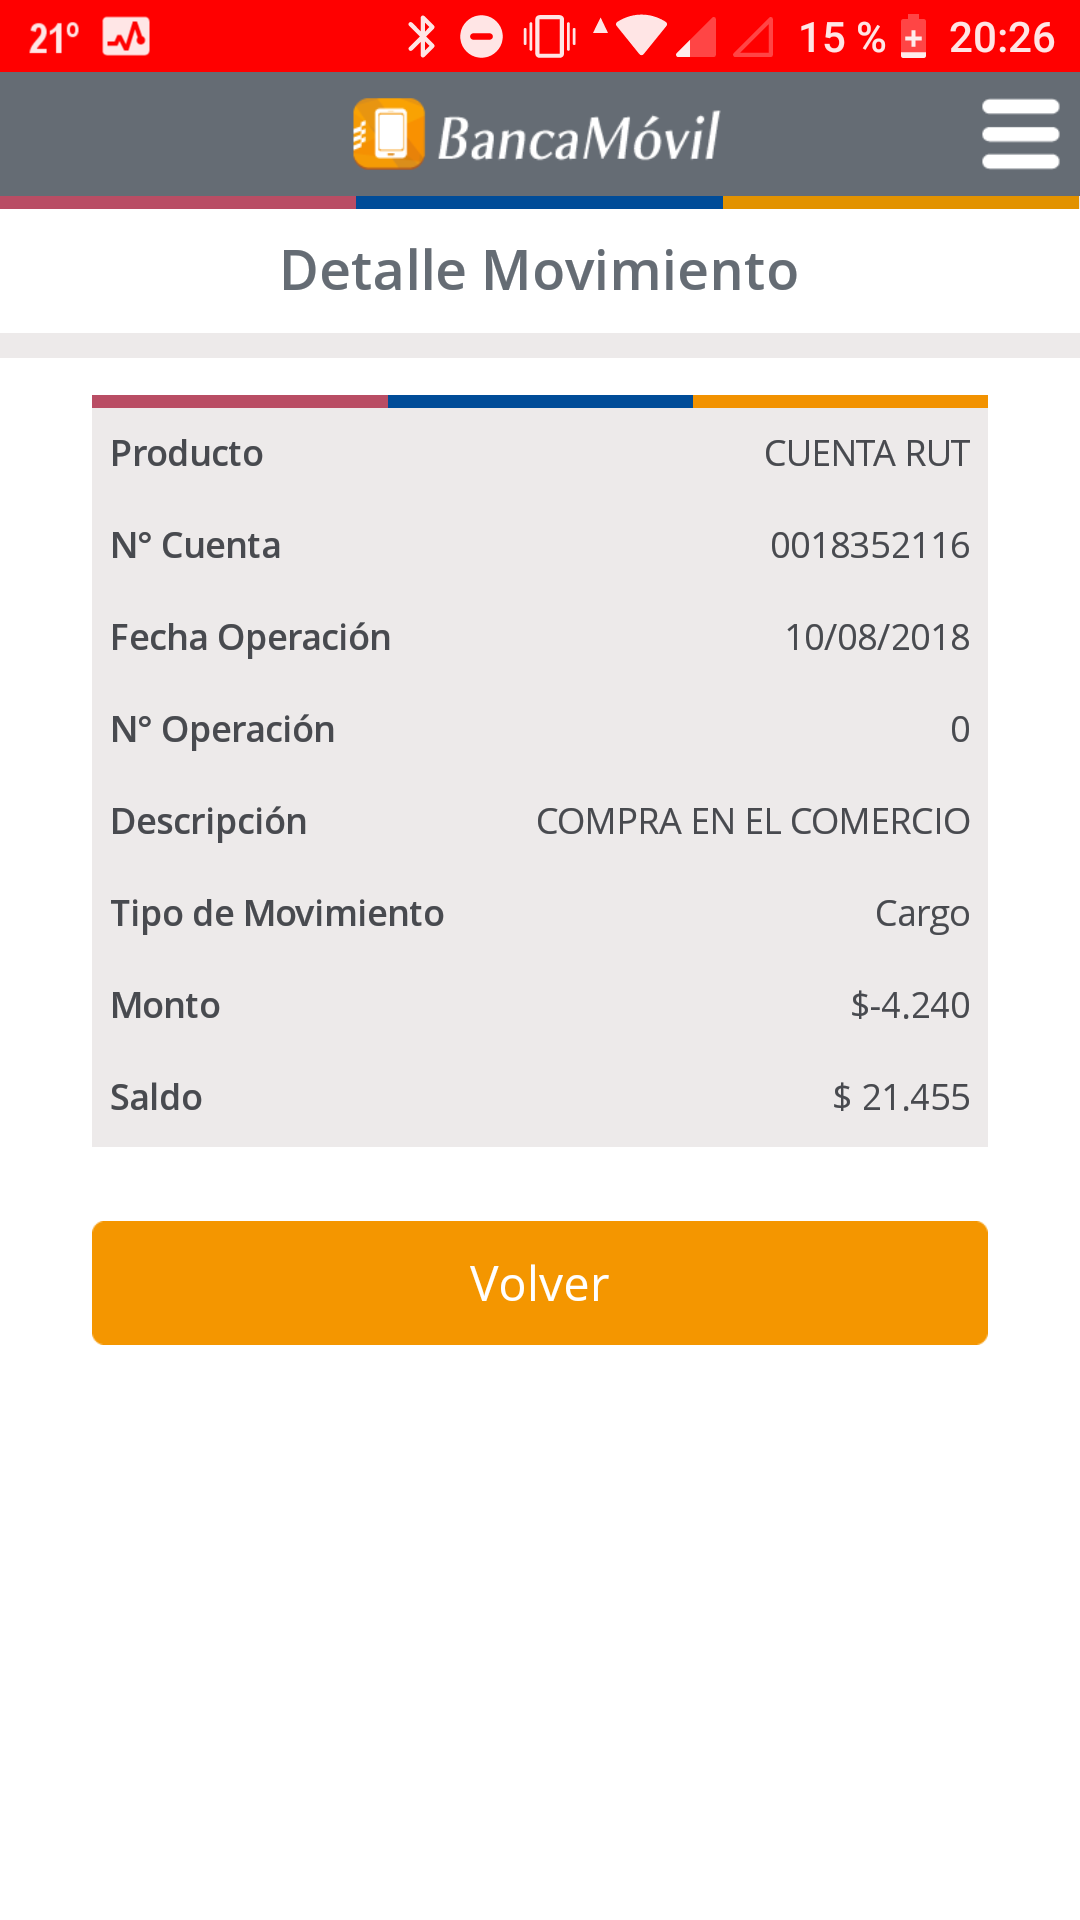 21º 15 % 20:26
BancaMóvil
Detalle Movimiento
Producto CUENTA RUT
N° Cuenta 0018352116
Fecha Operación 10/08/2018
N° Operación 0
Descripción COMPRA EN EL COMERCIO
Tipo de Movimiento Cargo
Monto $-4.240
Saldo $ 21.455
Volver